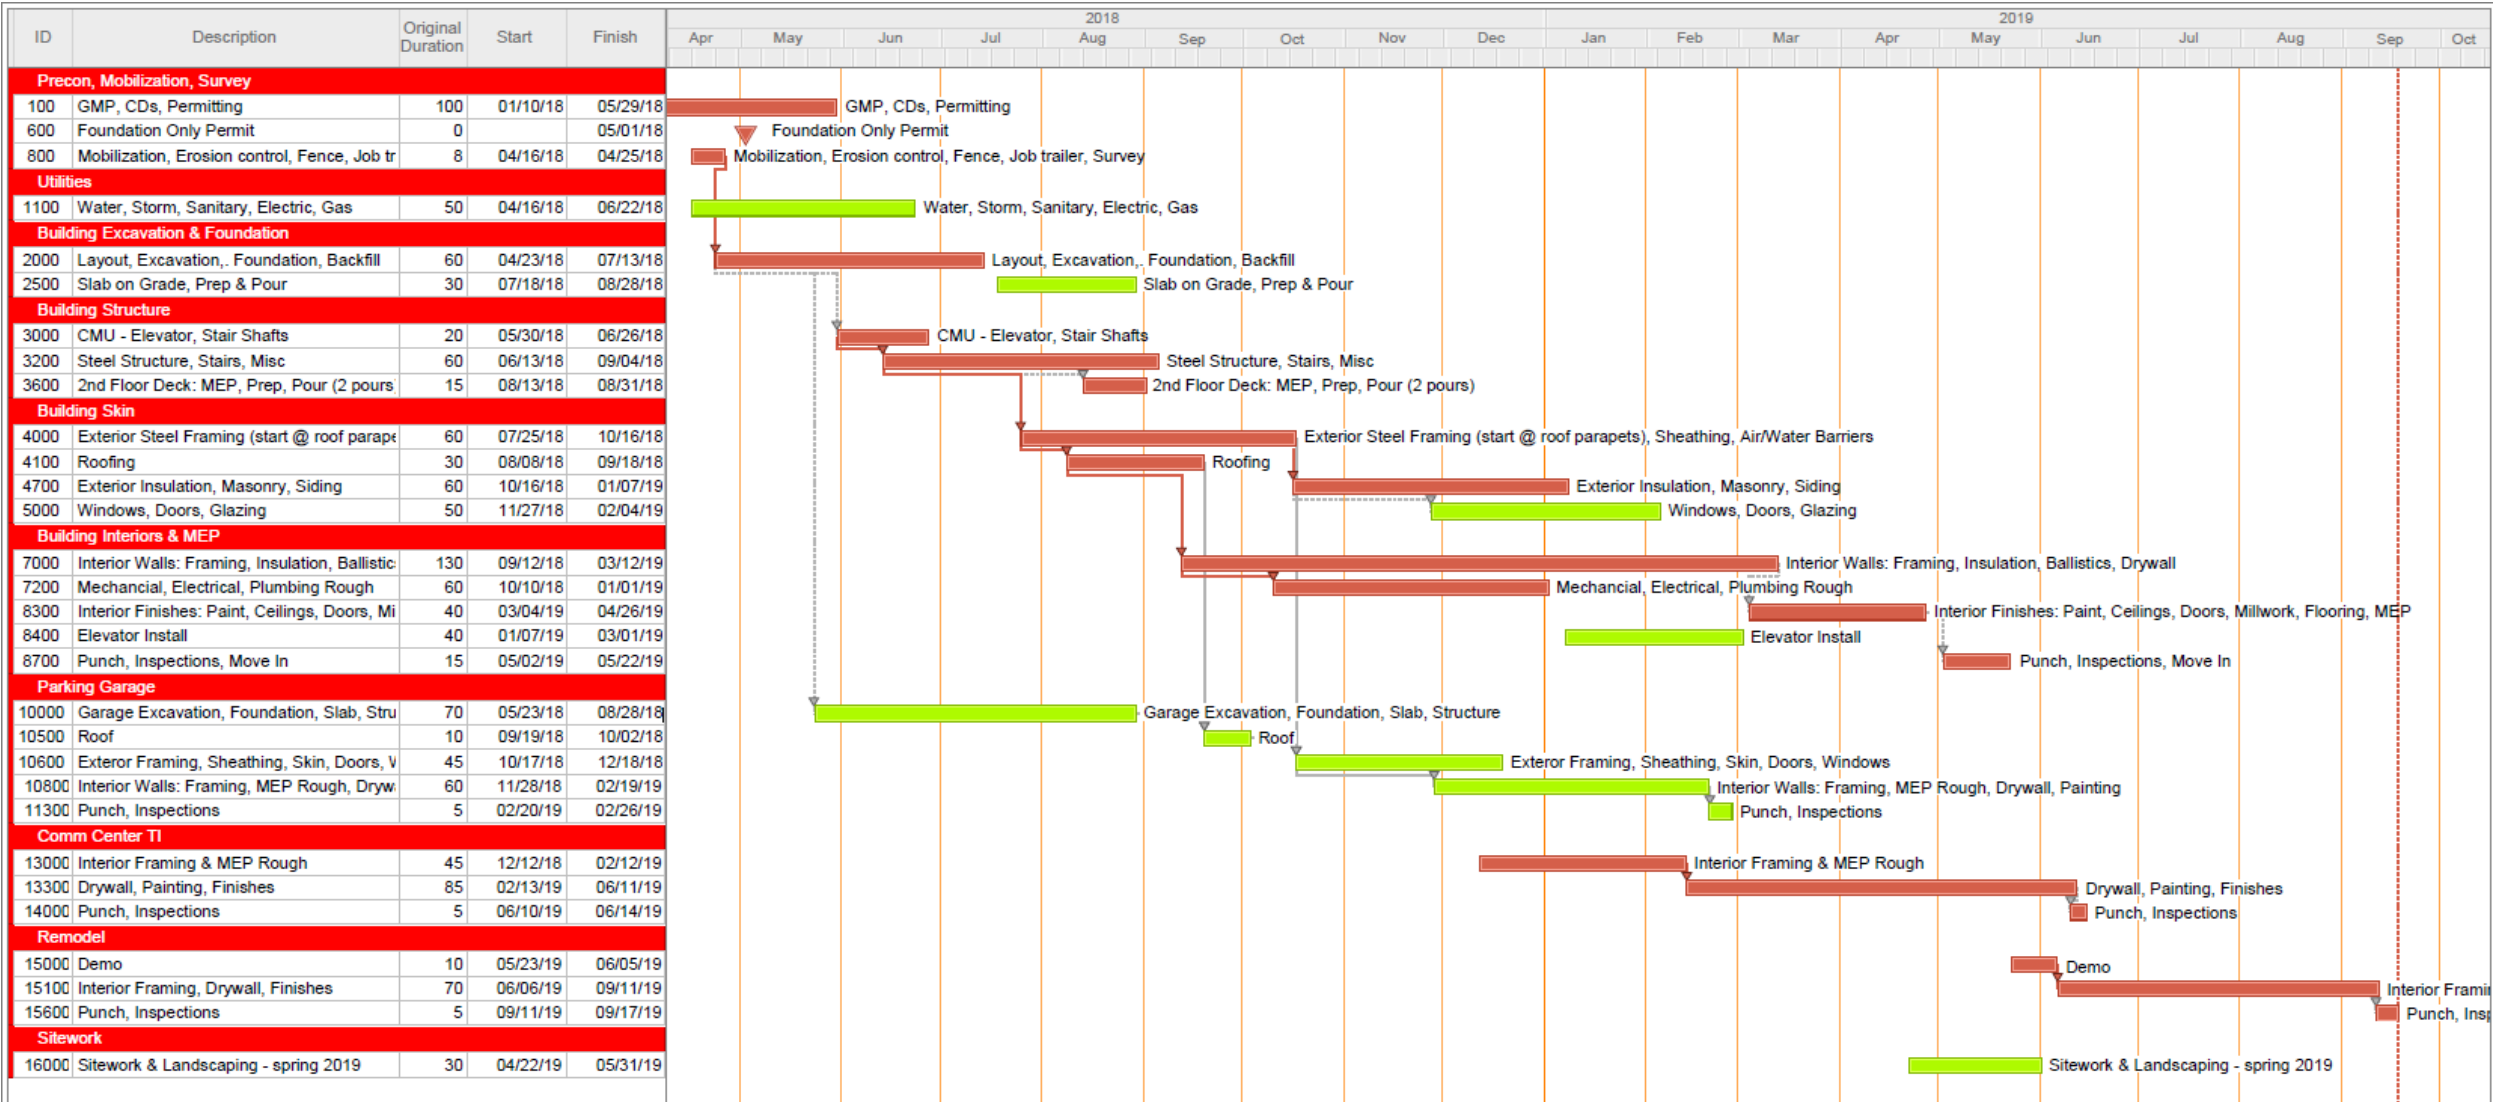 2018 2019
ID Description Original Duration Start Finish Apr May Jun Jul Aug Sep Oct Nov Dec Jan Feb Mar Apr May Jun Jul Aug Sep Oct
Precon, Mobilization, Survey
100 GMP, CDs, Permitting 100 01/10/18 05/29/18 GMP, CDs, Permitting
600 Foundation Only Permit 0 05/01/18 Foundation Only Permit
800 Mobilization, Erosion control, Fence, Job tr 8 04/16/18 04/25/18 Mobilization, Erosion control, Fence, Job trailer, Survey
Utilities
1100 Water, Storm, Sanitary, Electric, Gas 50 04/16/18 06/22/18 Water, Storm, Sanitary, Electric, Gas
Building Excavation & Foundation
2000 Layout, Excavation,. Foundation, Backfill 60 04/23/18 07/13/18 Layout, Excavation,. Foundation, Backfill
2500 Slab on Grade, Prep & Pour 30 07/18/18 08/28/18 Slab on Grade, Prep & Pour
Building Structure
3000 CMU - Elevator, Stair Shafts 20 05/30/18 06/26/18 CMU - Elevator, Stair Shafts
3200 Steel Structure, Stairs, Misc 60 06/13/18 09/04/18 Steel Structure, Stairs, Misc
3600 2nd Floor Deck: MEP, Prep, Pour (2 pours 15 08/13/18 08/31/18 2nd Floor Deck: MEP, Prep, Pour (2 pours)
Building Skin
4000 Exterior Steel Framing (start @ roof parape 60 07/25/18 10/16/18 Exterior Steel Framing (start @ roof parapets), Sheathing, Air/Water Barriers
4100 Roofing 30 08/08/18 09/18/18 Roofing
4700 Exterior Insulation, Masonry, Siding 60 10/16/18 01/07/19 Exterior Insulation, Masonry, Siding
5000 Windows, Doors, Glazing 50 11/27/18 02/04/19 Windows, Doors, Glazing
Building Interiors & MEP
7000 Interior Walls: Framing, Insulation, Ballistic: 130 09/12/18 03/12/19 Interior Walls: Framing, Insulation, Ballistics, Drywall
7200 Mechancial, Electrical, Plumbing Rough 60 10/10/18 01/01/19 Mechancial, Electrical, Plumbing Rough
8300 Interior Finishes: Paint, Ceilings, Doors, Mi 40 03/04/19 04/26/19 Interior Finishes: Paint, Ceilings, Doors, Millwork, Flooring, MEP
8400 Elevator Install 40 01/07/19 03/01/19 Elevator Install
8700 Punch, Inspections, Move In 15 05/02/19 05/22/19 Punch, Inspections, Move In
Parking Garage
10000 Garage Excavation, Foundation, Slab, Stru 70 05/23/18 08/28/18 Garage Excavation, Foundation, Slab, Structure
10500 Roof 10 09/19/18 10/02/18 Roof
10600 Exteror Framing, Sheathing, Skin, Doors, W 45 10/17/18 12/18/18 Exteror Framing, Sheathing, Skin, Doors, Windows
10800 Interior Walls: Framing, MEP Rough, Dryw 60 11/28/18 02/19/19 Interior Walls: Framing, MEP Rough, Drywall, Painting
11300 Punch, Inspections 5 02/20/19 02/26/19 Punch, Inspections
Comm Center TI
13000 Interior Framing & MEP Rough 45 12/12/18 02/12/19 Interior Framing & MEP Rough
13300 Drywall, Painting, Finishes 85 02/13/19 06/11/19 Drywall, Painting, Finishes
14000 Punch, Inspections 5 06/10/19 06/14/19 Punch, Inspections
Remodel
15000 Demo 10 05/23/19 06/05/19 Demo
15100 Interior Framing, Drywall, Finishes 70 06/06/19 09/11/19 Interior Framin
15600 Punch, Inspections 5 09/11/19 09/17/19 Punch, Insp
Sitework
16000 Sitework & Landscaping - spring 2019 30 04/22/19 05/31/19 Sitework & Landscaping - spring 2019